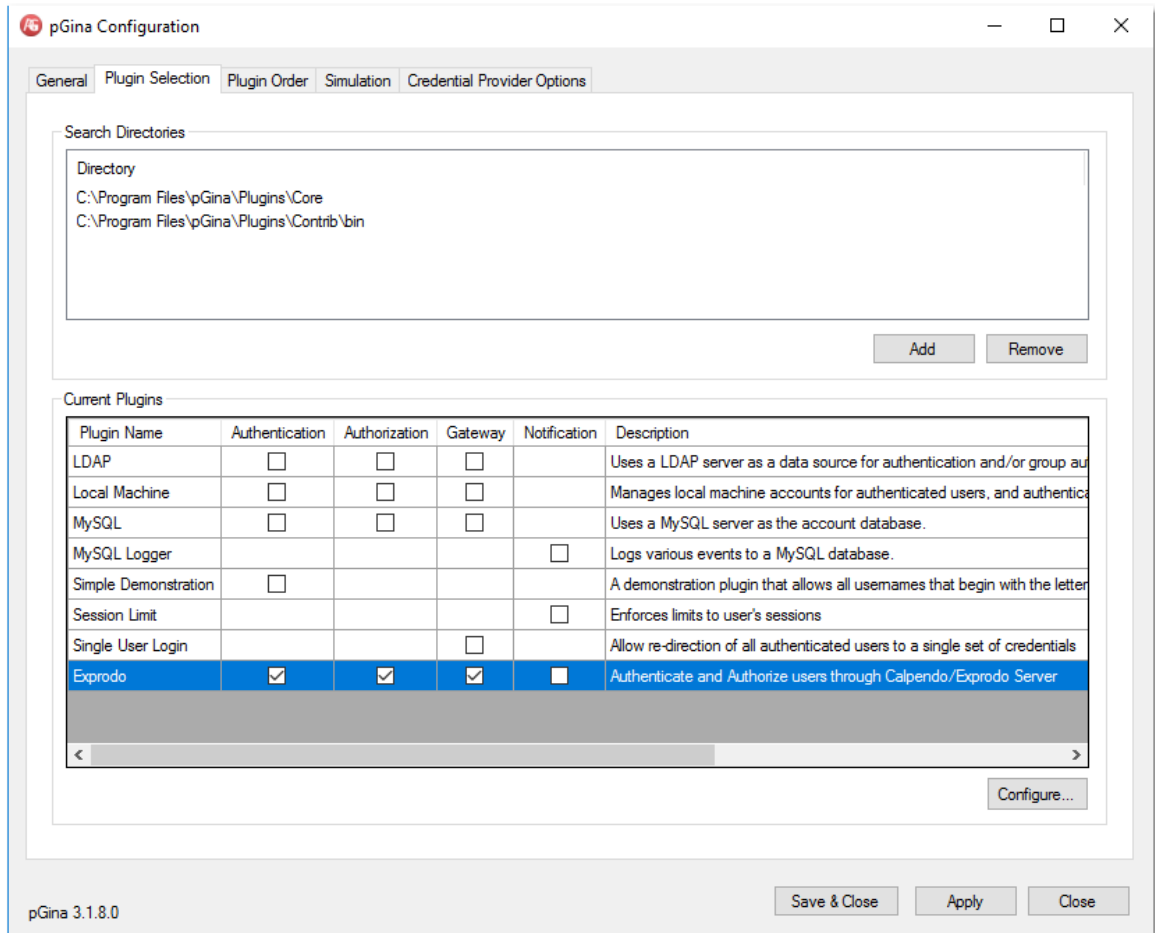 pGina Configuration
General Plugin Selection Plugin Order Simulation Credential Provider Options
Search Directories
Directory
C:\Program Files\pGina\Plugins\Core
C:\Program Files\pGina\Plugins\Contrib\bin
Add Remove
Current Plugins
Plugin Name Authentication Authorization Gateway Notification Description
LDAP Uses a LDAP server as a data source for authentication and/or group au
Local Machine Manages local machine accounts for authenticated users, and authentica
MySQL Uses a MySQL server as the account database.
MySQL Logger Logs various events to a MySQL database.
Simple Demonstration A demonstration plugin that allows all usernames that begin with the letter
Session Limit Enforces limits to user's sessions
Single User Login Allow re-direction of all authenticated users to a single set of credentials
Exprodo Authenticate and Authorize users through Calpendo/Exprodo Server
Configure...
Save & Close Apply Close
pGina 3.1.8.0